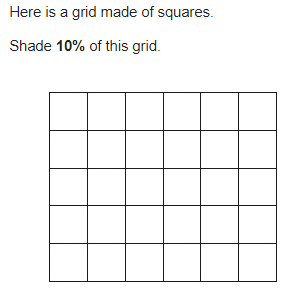 Here is a grid made of squares.
Shade 10% of this grid.